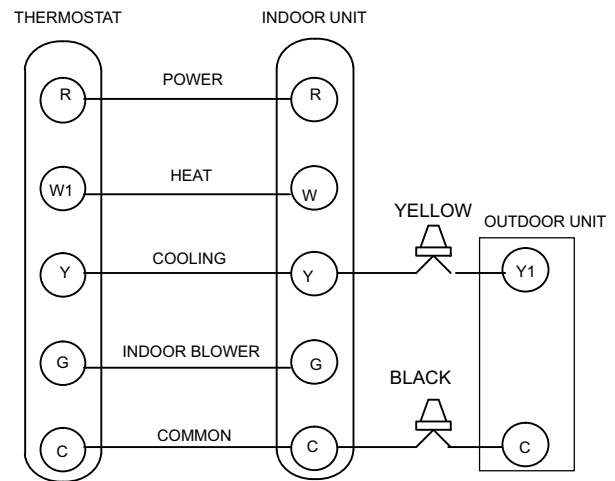 THERMOSTAT
INDOOR UNIT
R
POWER
R
W1
HEAT
W
YELLOW
OUTDOOR UNIT
Y
COOLING
Y
Y1
G
INDOOR BLOWER
G
BLACK
C
COMMON
C
C